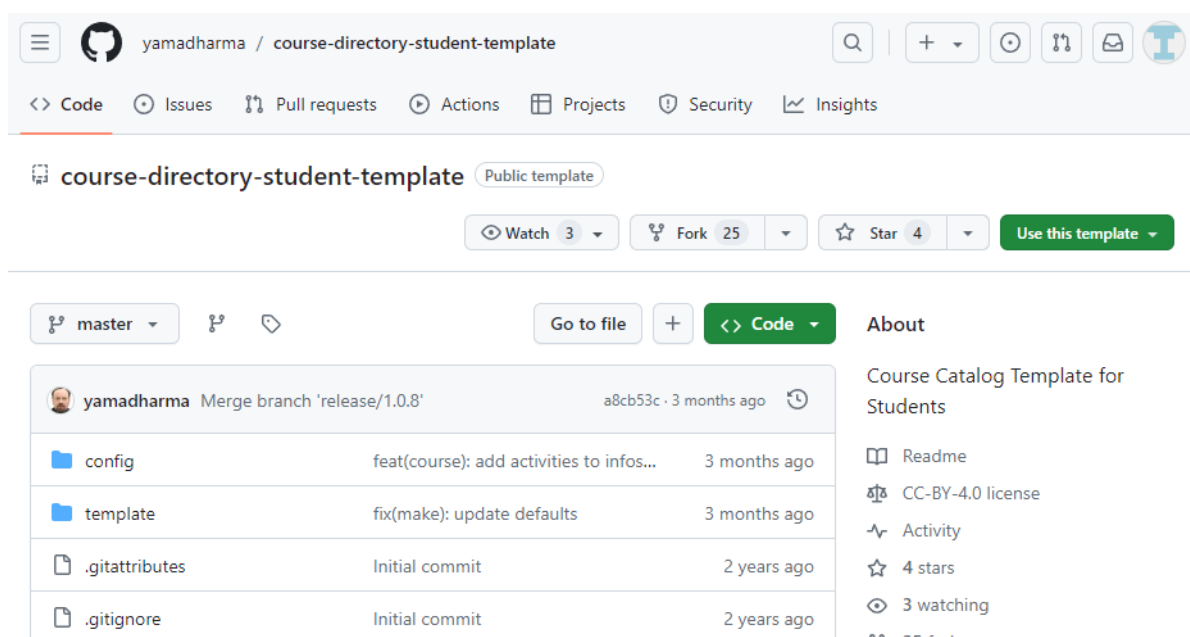 yamadharma / course-directory-student-template
Code Issues Pull requests Actions Projects Security Insights
course-directory-student-template Public template
Watch 3 Fork 25 Star 4 Use this template
master Go to file Code
About
Course Catalog Template for
Students
yamadharma Merge branch 'release/1.0.8' a8cb53c · 3 months ago
config feat(course): add activities to infos... 3 months ago
template fix(make): update defaults 3 months ago
.gitattributes Initial commit 2 years ago
.gitignore Initial commit 2 years ago
Readme
CC-BY-4.0 license
Activity
4 stars
3 watching